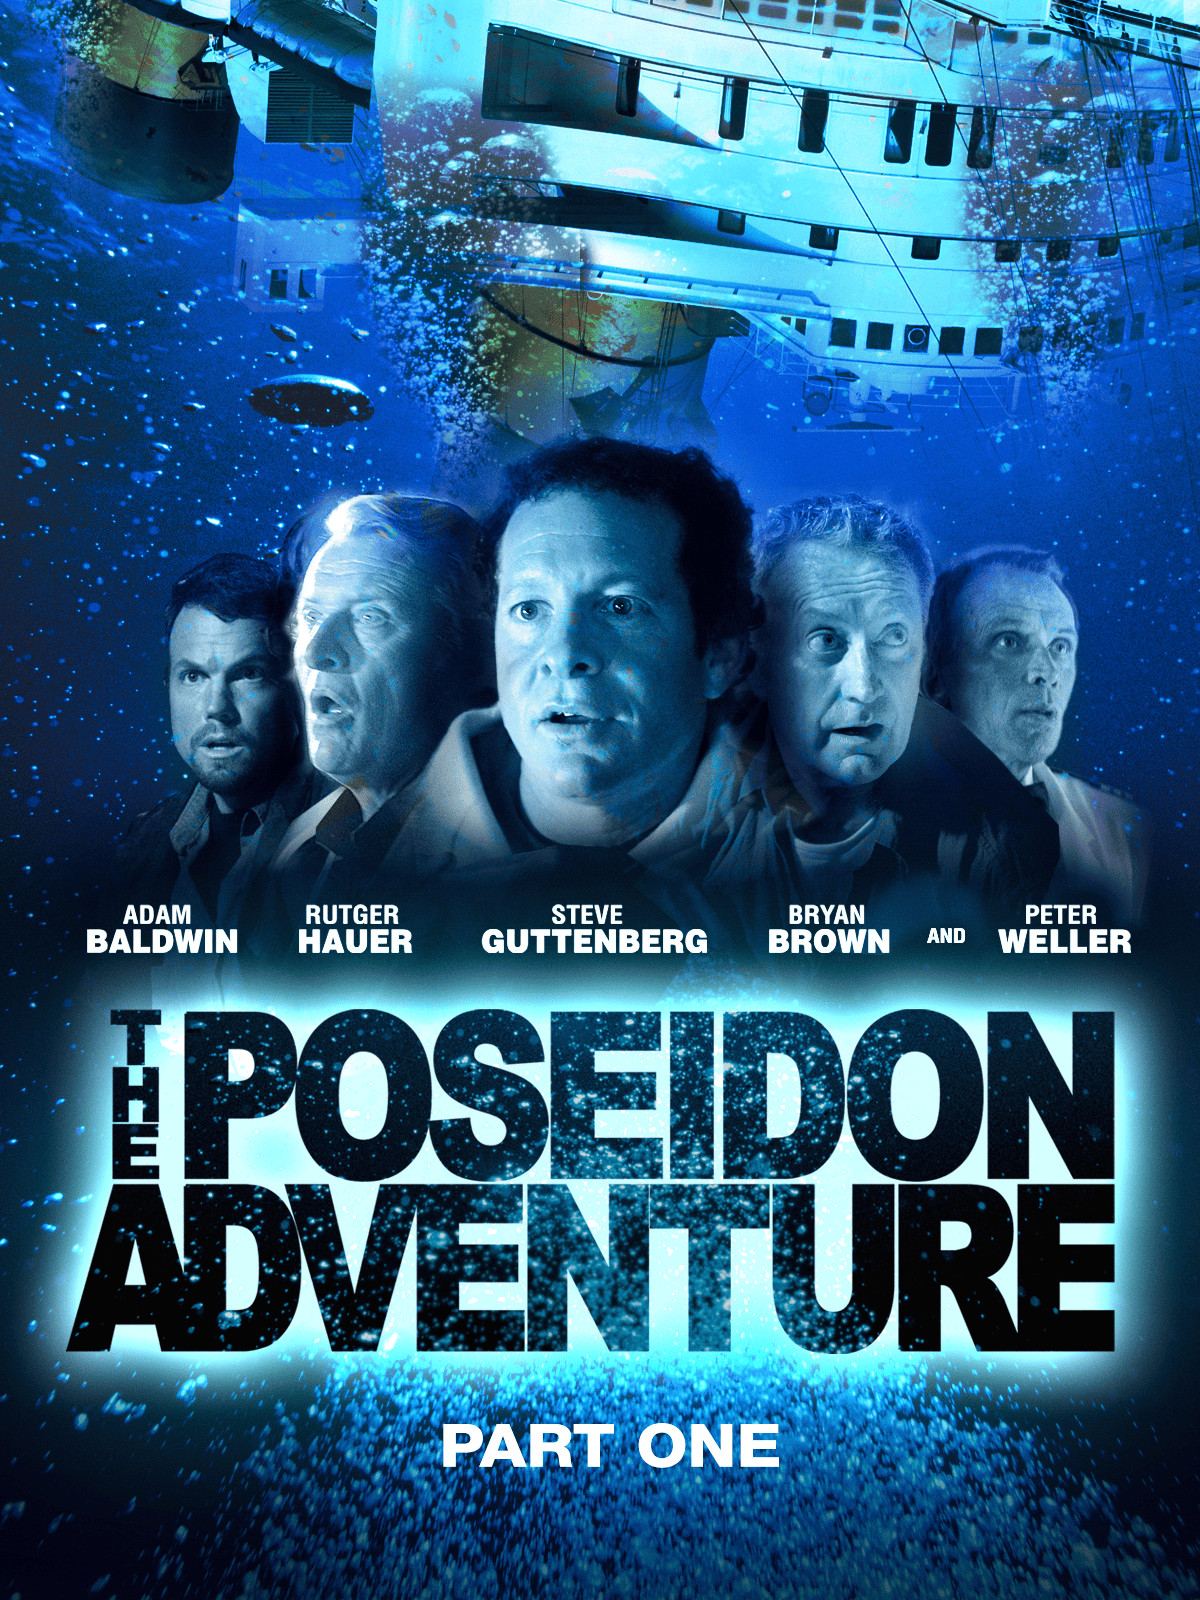 ADAM BALDWIN
RUTGER HAUER
STEVE GUTTENBERG
BRYAN BROWN
AND
PETER WELLER
THE POSEIDON
ADVENTURE
PART ONE